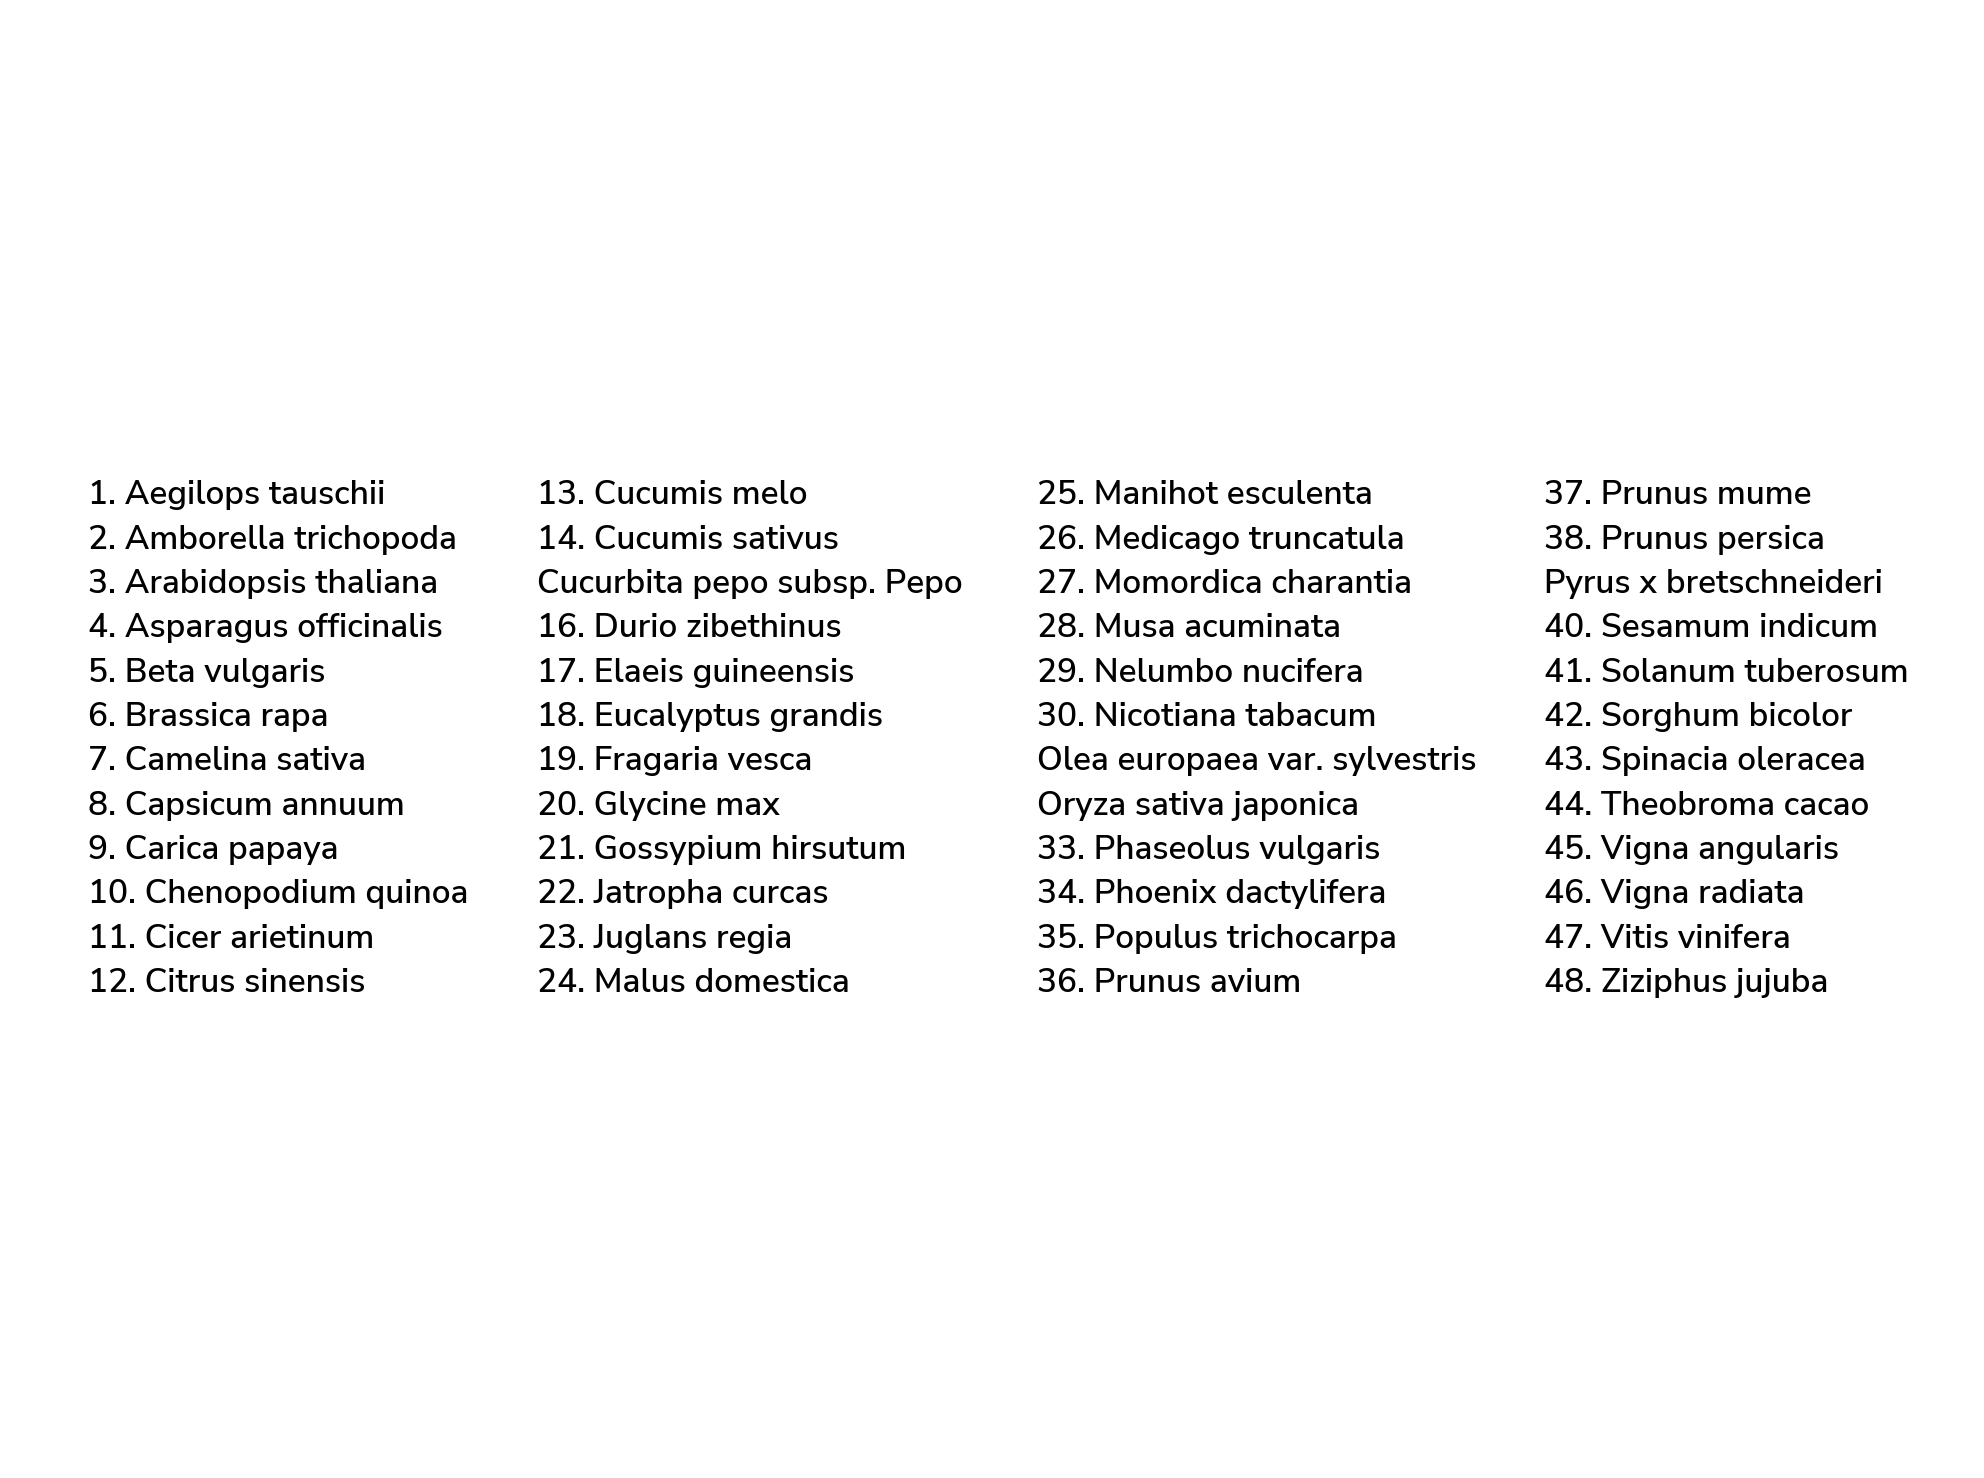 1. Aegilops tauschii
2. Amborella trichopoda
3. Arabidopsis thaliana
4. Asparagus officinalis
5. Beta vulgaris
6. Brassica rapa
7. Camelina sativa
8. Capsicum annuum
9. Carica papaya
10. Chenopodium quinoa
11. Cicer arietinum
12. Citrus sinensis
13. Cucumis melo
14. Cucumis sativus
Cucurbita pepo subsp. Pepo
16. Durio zibethinus
17. Elaeis guineensis
18. Eucalyptus grandis
19. Fragaria vesca
20. Glycine max
21. Gossypium hirsutum
22. Jatropha curcas
23. Juglans regia
24. Malus domestica
25. Manihot esculenta
26. Medicago truncatula
27. Momordica charantia
28. Musa acuminata
29. Nelumbo nucifera
30. Nicotiana tabacum
Olea europaea var. sylvestris
Oryza sativa japonica
33. Phaseolus vulgaris
34. Phoenix dactylifera
35. Populus trichocarpa
36. Prunus avium
37. Prunus mume
38. Prunus persica
Pyrus x bretschneideri
40. Sesamum indicum
41. Solanum tuberosum
42. Sorghum bicolor
43. Spinacia oleracea
44. Theobroma cacao
45. Vigna angularis
46. Vigna radiata
47. Vitis vinifera
48. Ziziphus jujuba